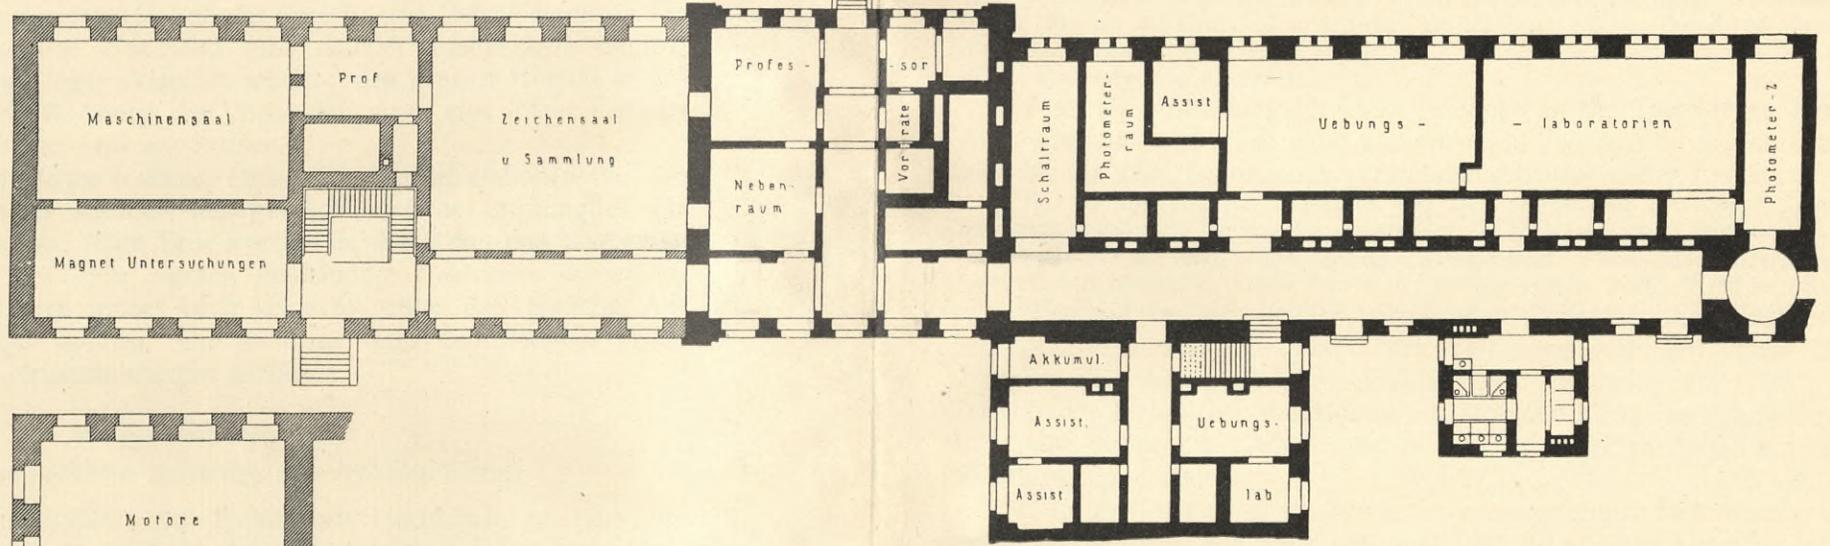 Maschinensaal
Prof
Zeichensaal
u Sammlung
Magnet Untersuchungen
Motore
Profes-
-sor
Vorräte
Neben-
raum
Schaltraum
Photometer-
raum
Assist
Uebungs -
- laboratorien
Photometer-Z
Akkumul.
Assist.
Uebungs-
Assist
lab